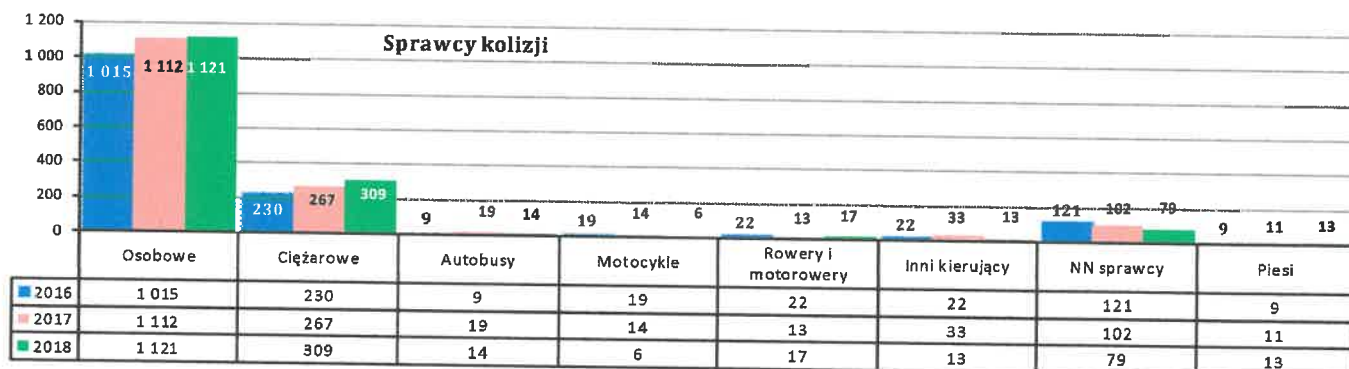 Sprawcy kolizji
1 200
1 000
800
600
400
200
0
1 015 1 112 1 121
230 267 309
9 19 14
19 14 6
22 13 17
22 33 13
121 102 79
9 11 13
Osobowe Ciężarowe Autobusy Motocykle Rowery i motorowery Inni kierujący NN sprawcy Piesi
2016 1 015 230 9 19 22 22 121 9
2017 1 112 267 19 14 13 33 102 11
2018 1 121 309 14 6 17 13 79 13